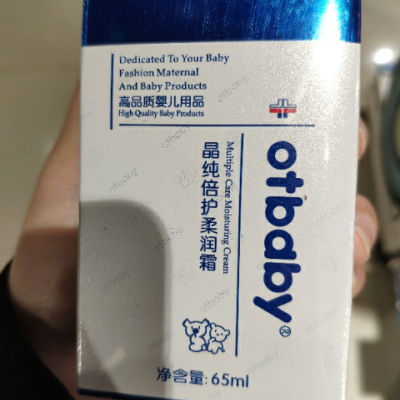 Dedicated To Your Baby
Fashion Maternal
And Baby Products
高品质婴儿用品
High Quality Baby Products
otbaby®
Multiple Care Moisturing Cream
晶纯倍护柔润霜
净含量: 65ml